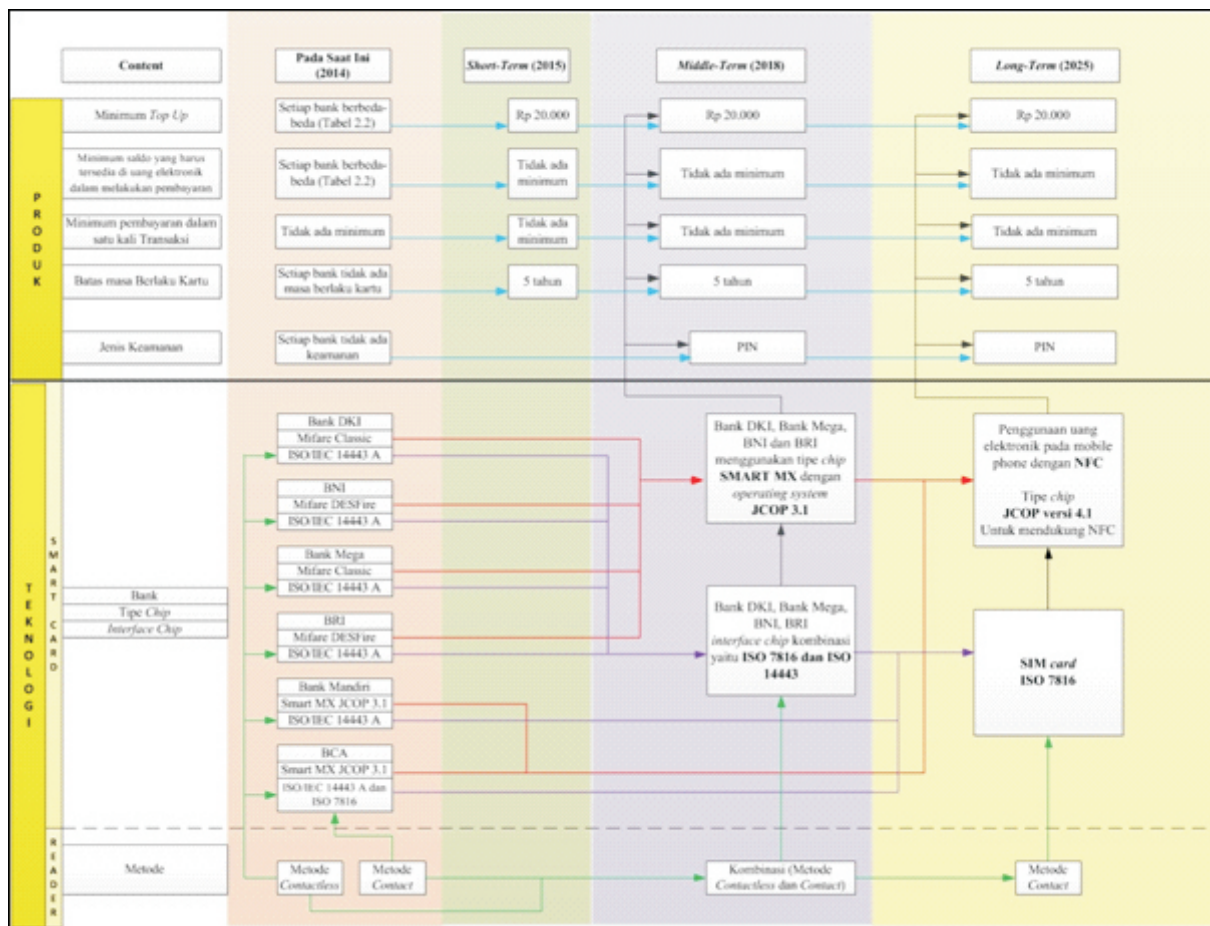 Content
Pada Saat Ini
(2014)
Short-Term (2015)
Middle-Term (2018)
Long-Term (2025)
PRODUK
Minimum Top Up
Setiap bank berbeda-
beda (Tabel 2.2)
Rp 20.000
Rp 20.000
Rp 20.000
Minimum saldo yang harus
tersedia di uang elektronik
dalam melakukan pembayaran
Setiap bank berbeda-
beda (Tabel 2.2)
Tidak ada
minimum
Tidak ada minimum
Tidak ada minimum
Minimum pembayaran dalam
satu kali Transaksi
Tidak ada minimum
Tidak ada
minimum
Tidak ada minimum
Tidak ada minimum
Batas masa Berlaku Kartu
Setiap bank tidak ada
masa berlaku kartu
5 tahun
5 tahun
5 tahun
Jenis Keamanan
Setiap bank tidak ada
keamanan
PIN
PIN
TEKNOLOGI
SMART CARD
Bank
Tipe Chip
Interface Chip
Bank DKI
Mifare Classic
ISO/IEC 14443 A
BNI
Mifare DESFire
ISO/IEC 14443 A
Bank Mega
Mifare Classic
ISO/IEC 14443 A
BRI
Mifare DESFire
ISO/IEC 14443 A
Bank Mandiri
Smart MX JCOP 3.1
ISO/IEC 14443 A
BCA
Smart MX JCOP 3.1
ISO/IEC 14443 A dan
ISO 7816
Bank DKI, Bank Mega,
BNI dan BRI
menggunakan tipe chip
SMART MX dengan
operating system
JCOP 3.1
Bank DKI, Bank Mega,
BNI, BRI
interface chip kombinasi
yaitu ISO 7816 dan ISO
14443
Penggunaan uang
elektronik pada mobile
phone dengan NFC
Tipe chip
JCOP versi 4.1
Untuk mendukung NFC
SIM card
ISO 7816
READER
Metode
Metode
Contactless
Metode
Contact
Kombinasi (Metode
Contactless dan Contact)
Metode
Contact